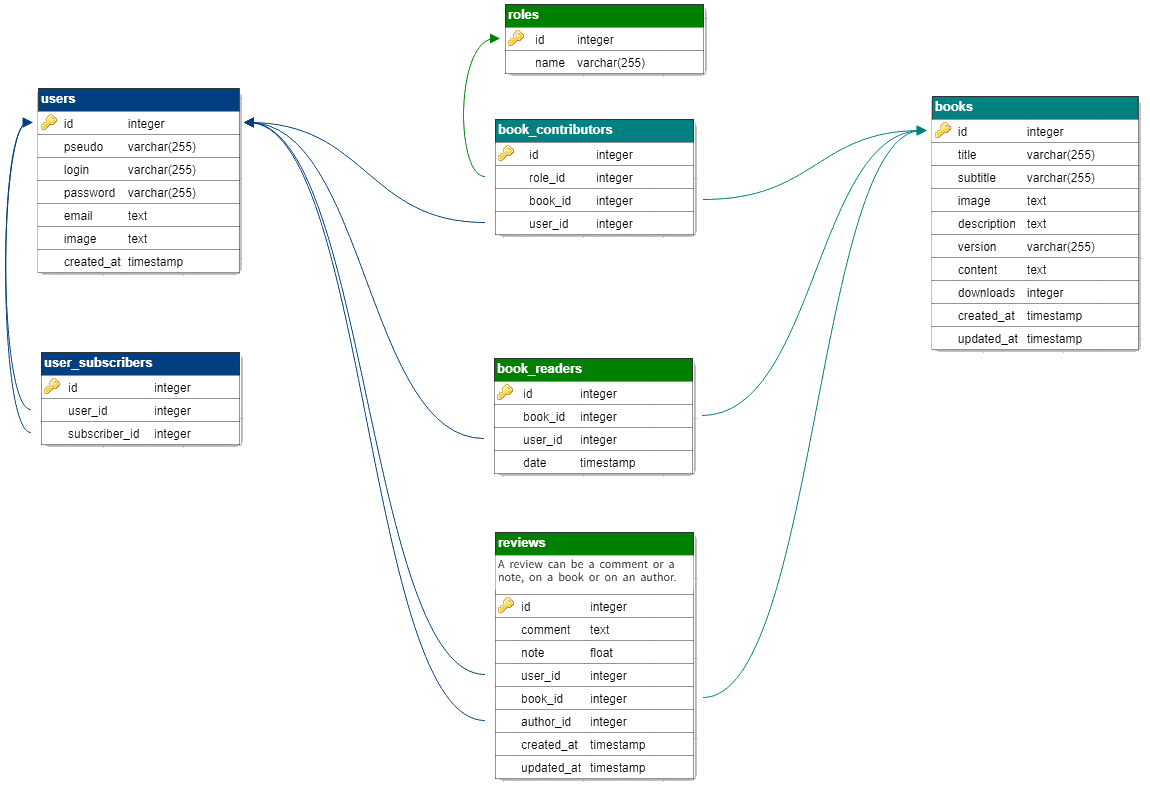 roles
id integer
name varchar(255)
users
id integer
pseudo varchar(255)
login varchar(255)
password varchar(255)
email text
image text
created_at timestamp
book_contributors
id integer
role_id integer
book_id integer
user_id integer
books
id integer
title varchar(255)
subtitle varchar(255)
image text
description text
version varchar(255)
content text
downloads integer
created_at timestamp
updated_at timestamp
user_subscribers
id integer
user_id integer
subscriber_id integer
book_readers
id integer
book_id integer
user_id integer
date timestamp
reviews
A review can be a comment or a
note, on a book or on an author.
id integer
comment text
note float
user_id integer
book_id integer
author_id integer
created_at timestamp
updated_at timestamp